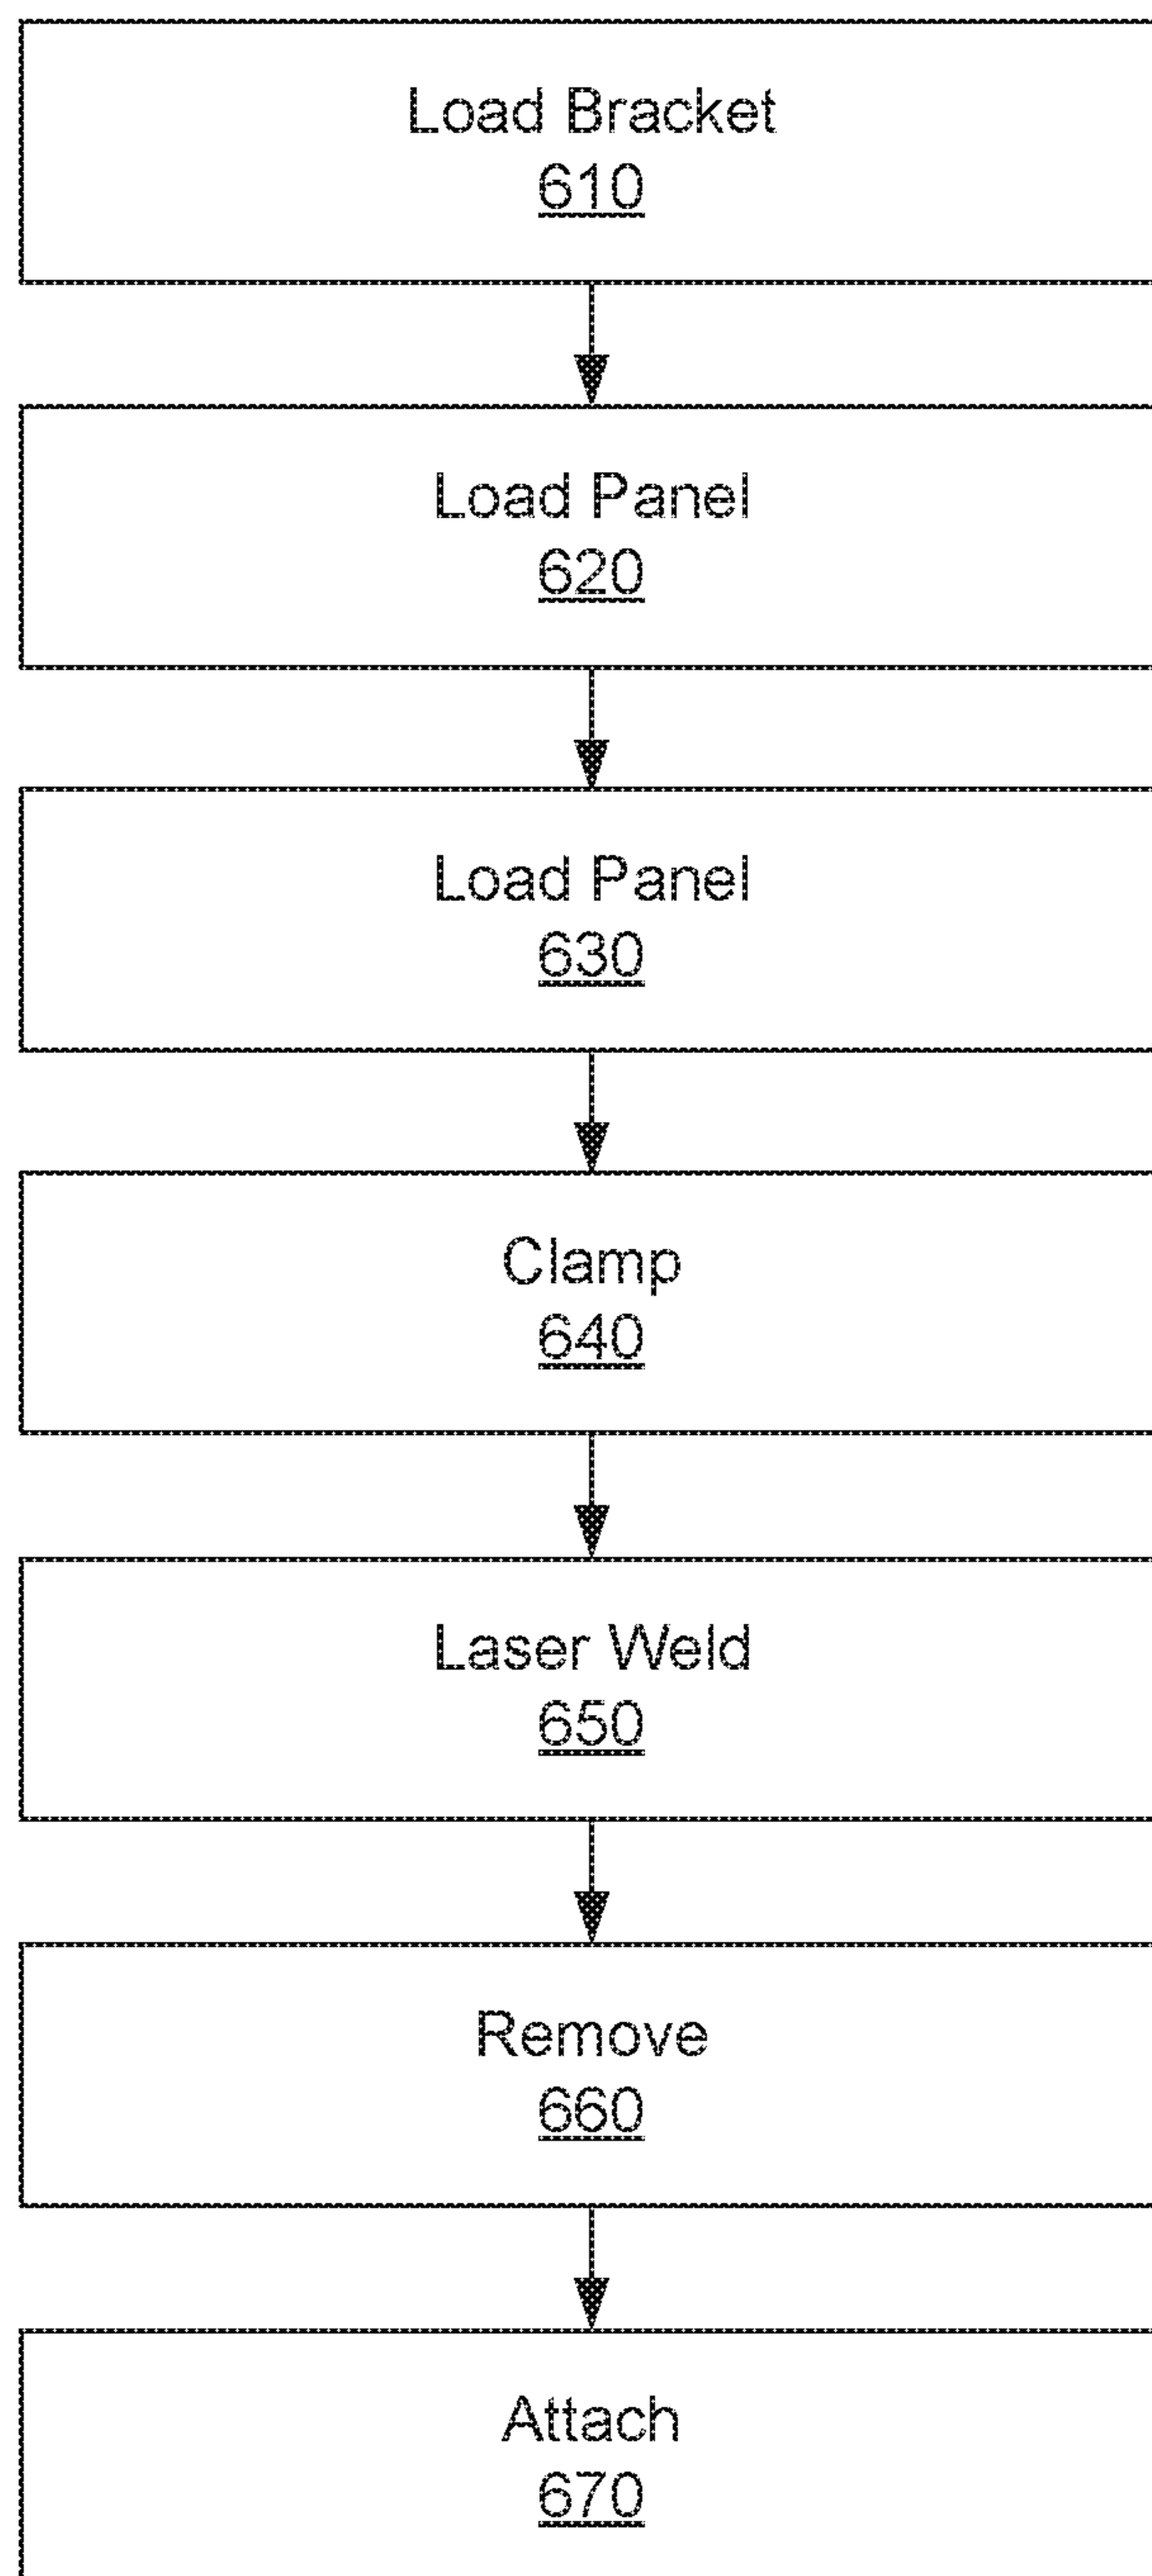 Load Bracket
610
Load Panel
620
Load Panel
630
Clamp
640
Laser Weld
650
Remove
660
Attach
670